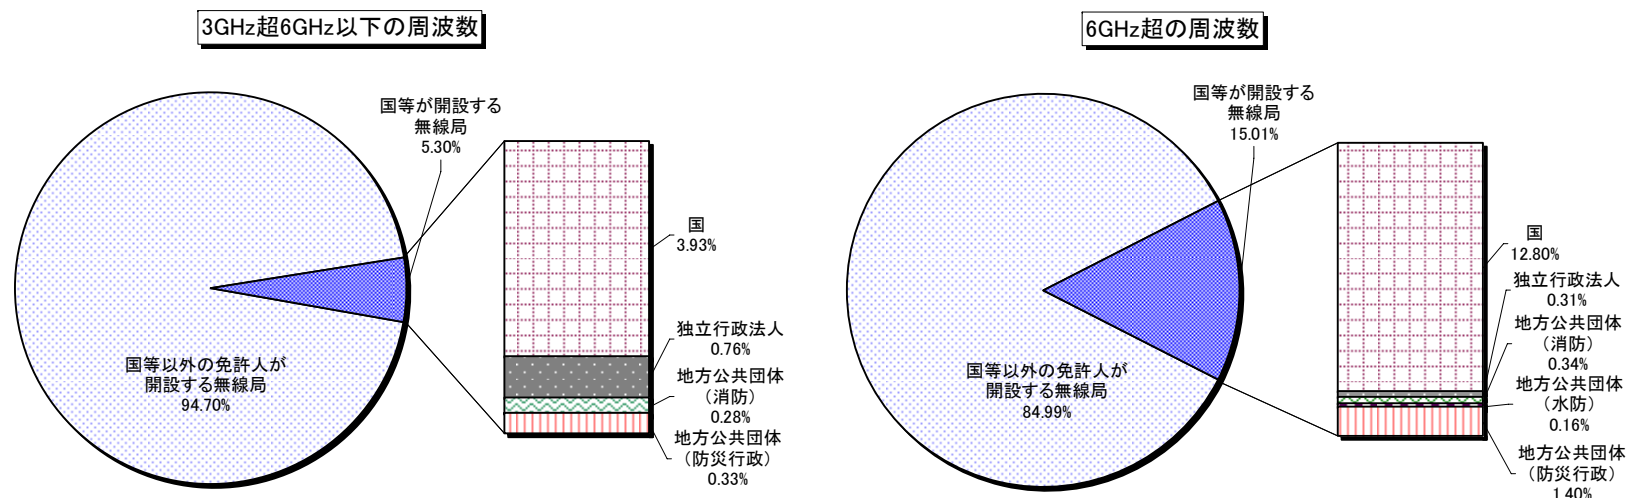 3GHz超6GHz以下の周波数
国等が開設する
無線局
5.30%
国
3.93%
独立行政法人
0.76%
地方公共団体
（消防）
0.28%
地方公共団体
（防災行政）
0.33%
国等以外の免許人が
開設する無線局
94.70%
6GHz超の周波数
国等が開設する
無線局
15.01%
国
12.80%
独立行政法人
0.31%
地方公共団体
（消防）
0.34%
地方公共団体
（水防）
0.16%
地方公共団体
（防災行政）
1.40%
国等以外の免許人が
開設する無線局
84.99%